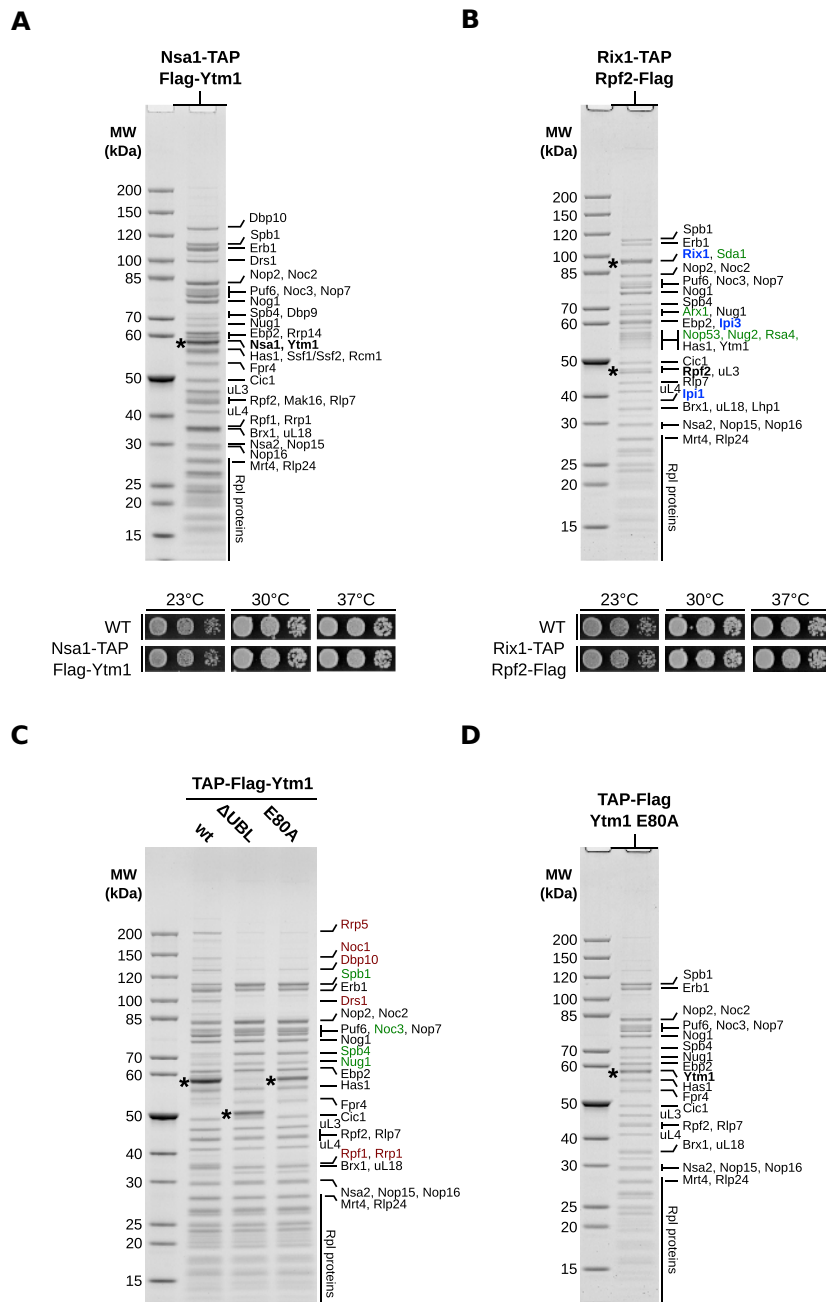 A
Nsa1-TAP
Flag-Ytm1
MW
(kDa)
200
150
120
100
85
70
60
50
40
30
25
20
15
*
Dbp10
Spb1
Erb1
Drs1
Nop2, Noc2
Puf6, Noc3, Nop7
Nog1
Spb4, Dbp9
Nug1
Ebp2, Rrp14
Nsa1, Ytm1
Has1, Ssf1/Ssf2, Rcm1
Fpr4
Cic1
uL3
Rpf2, Mak16, Rlp7
uL4
Rpf1, Rrp1
Brx1, uL18
Nsa2, Nop15
Nop16
Mrt4, Rlp24
Rpl proteins
23°C 30°C 37°C
WT
Nsa1-TAP
Flag-Ytm1
B
Rix1-TAP
Rpf2-Flag
MW
(kDa)
200
150
120
100
85
70
60
50
40
30
25
20
15
*
*
Spb1
Erb1
Rix1, Sda1
Nop2, Noc2
Puf6, Noc3, Nop7
Nog1
Spb4
Arx1, Nug1
Ebp2, Ipi3
Nop53, Nug2, Rsa4,
Has1, Ytm1
Cic1
Rpf2, uL3
Rlp7
uL4
Ipi1
Brx1, uL18, Lhp1
Nsa2, Nop15, Nop16
Mrt4, Rlp24
Rpl proteins
23°C 30°C 37°C
WT
Rix1-TAP
Rpf2-Flag
C
TAP-Flag-Ytm1
wt ΔUBL E80A
MW
(kDa)
200
150
120
100
85
70
60
50
40
30
25
20
15
*
*
*
Rrp5
Noc1
Dbp10
Spb1
Erb1
Drs1
Nop2, Noc2
Puf6, Noc3, Nop7
Nog1
Spb4
Nug1
Ebp2
Has1
Fpr4
Cic1
uL3
Rpf2, Rlp7
uL4
Rpf1, Rrp1
Brx1, uL18
Nsa2, Nop15, Nop16
Mrt4, Rlp24
Rpl proteins
D
TAP-Flag
Ytm1 E80A
MW
(kDa)
200
150
120
100
85
70
60
50
40
30
25
20
15
*
Spb1
Erb1
Nop2, Noc2
Puf6, Noc3, Nop7
Nog1
Spb4
Nug1
Ebp2
Ytm1
Has1
Fpr4
Cic1
uL3
Rpf2, Rlp7
uL4
Brx1, uL18
Nsa2, Nop15, Nop16
Mrt4, Rlp24
Rpl proteins